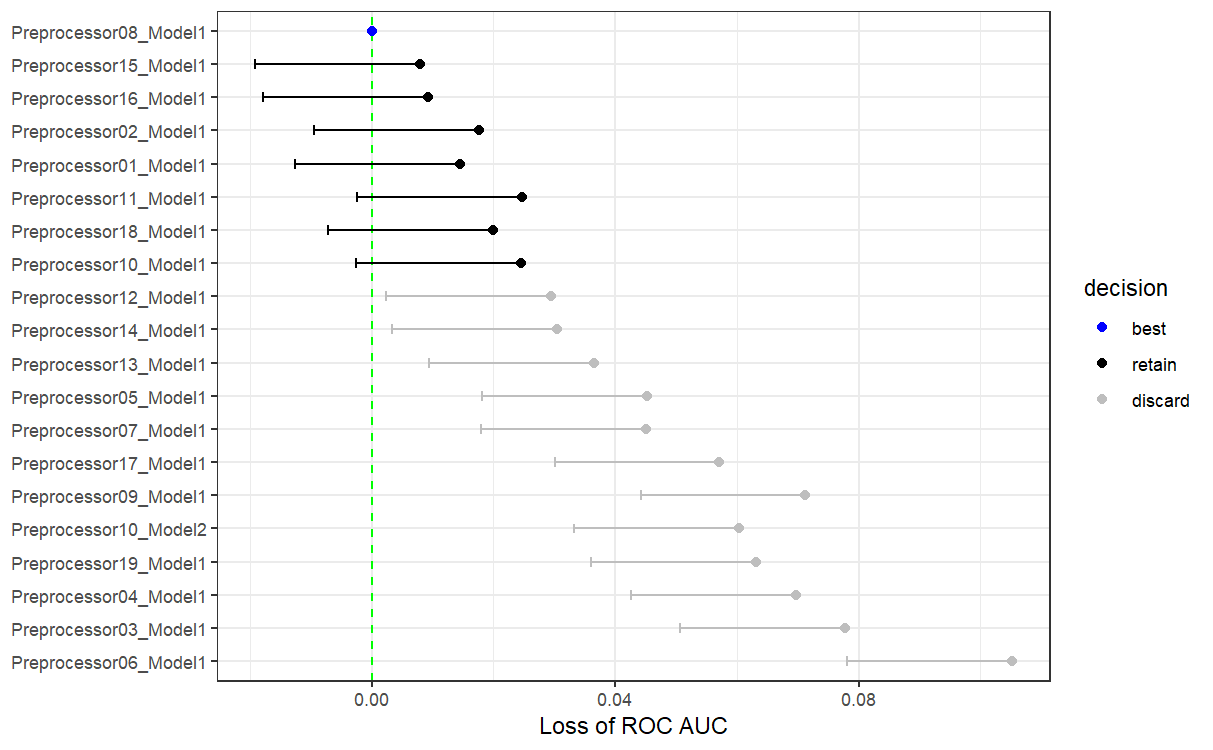 Preprocessor08_Model1
Preprocessor15_Model1
Preprocessor16_Model1
Preprocessor02_Model1
Preprocessor01_Model1
Preprocessor11_Model1
Preprocessor18_Model1
Preprocessor10_Model1
Preprocessor12_Model1
Preprocessor14_Model1
Preprocessor13_Model1
Preprocessor05_Model1
Preprocessor07_Model1
Preprocessor17_Model1
Preprocessor09_Model1
Preprocessor10_Model2
Preprocessor19_Model1
Preprocessor04_Model1
Preprocessor03_Model1
Preprocessor06_Model1
0.00 0.04 0.08
Loss of ROC AUC
decision
best
retain
discard